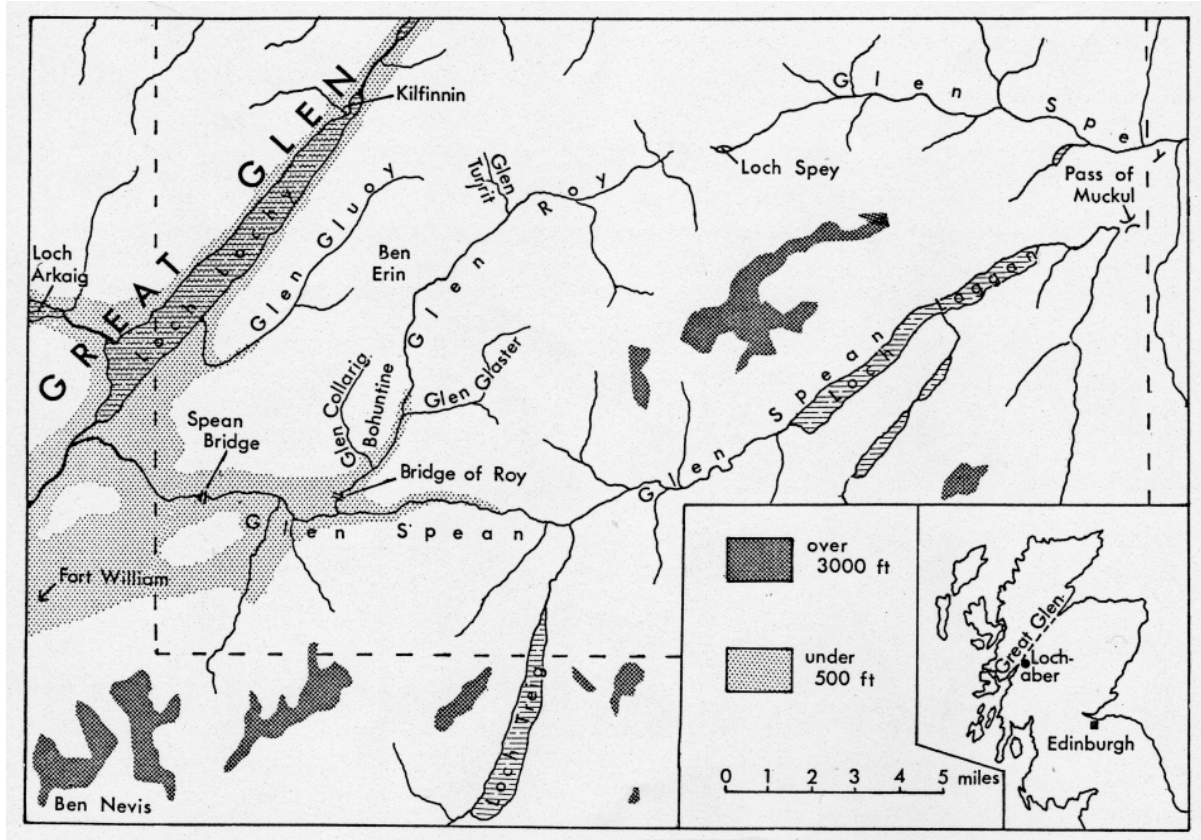 GREAT GLEN
Kilfinnin
Glen Spey
Loch Spey
Pass of
Muckul
Glen
Turrit
Glen Roy
Loch Lochy
Glen Gluoy
Ben
Erin
Loch
Arkaig
Loch Laggan
Glen Spean
Glen Collarig
Bohuntine
Glen Glaster
Spean
Bridge
Bridge of Roy
Glen Spean
Fort William
Loch Treig
Ben Nevis
over
3000 ft
under
500 ft
0 1 2 3 4 5 miles
Great Glen
Loch-
aber
Edinburgh